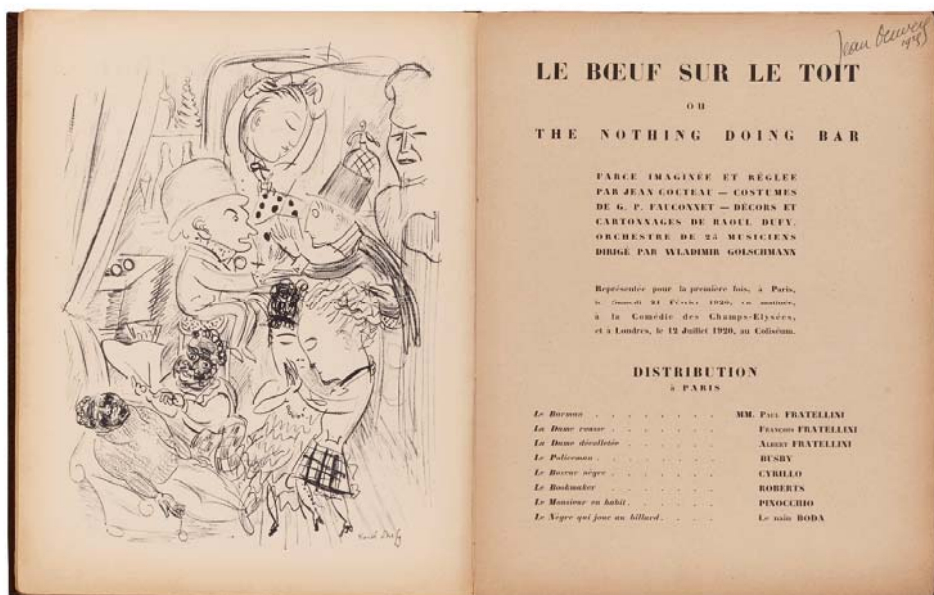 Raoul Dufy
Jean
LE BŒUF SUR LE TOIT
OU
THE NOTHING DOING BAR
FARCE IMAGINÉE ET RÉGLÉE
PAR JEAN COCTEAU — COSTUMES
DE G. P. FAUCONNET — DÉCORS ET
CARTONNAGES DE RAOUL DUFY.
ORCHESTRE DE 25 MUSICIENS
DIRIGÉ PAR WLADIMIR GOLSCHMANN
Représentée pour la première fois, à Paris,
le Samedi 21 Février 1920, en matinée,
à la Comédie des Champs-Elysées,
et à Londres, le 12 Juillet 1920, au Coliséum.
DISTRIBUTION
à PARIS
Le Barman . . . . . . . . MM. PAUL FRATELLINI
La Dame rousse . . . . . . . FRANÇOIS FRATELLINI
La Dame décolletée . . . . . . ALBERT FRATELLINI
Le Policeman . . . . . . . . BUSBY
Le Boxeur nègre . . . . . . . CYRILLO
Le Bookmaker . . . . . . . ROBERTS
Le Monsieur en habit . . . . . . PINOCCHIO
Le Nègre qui joue au billard . . . . Le nain BODA